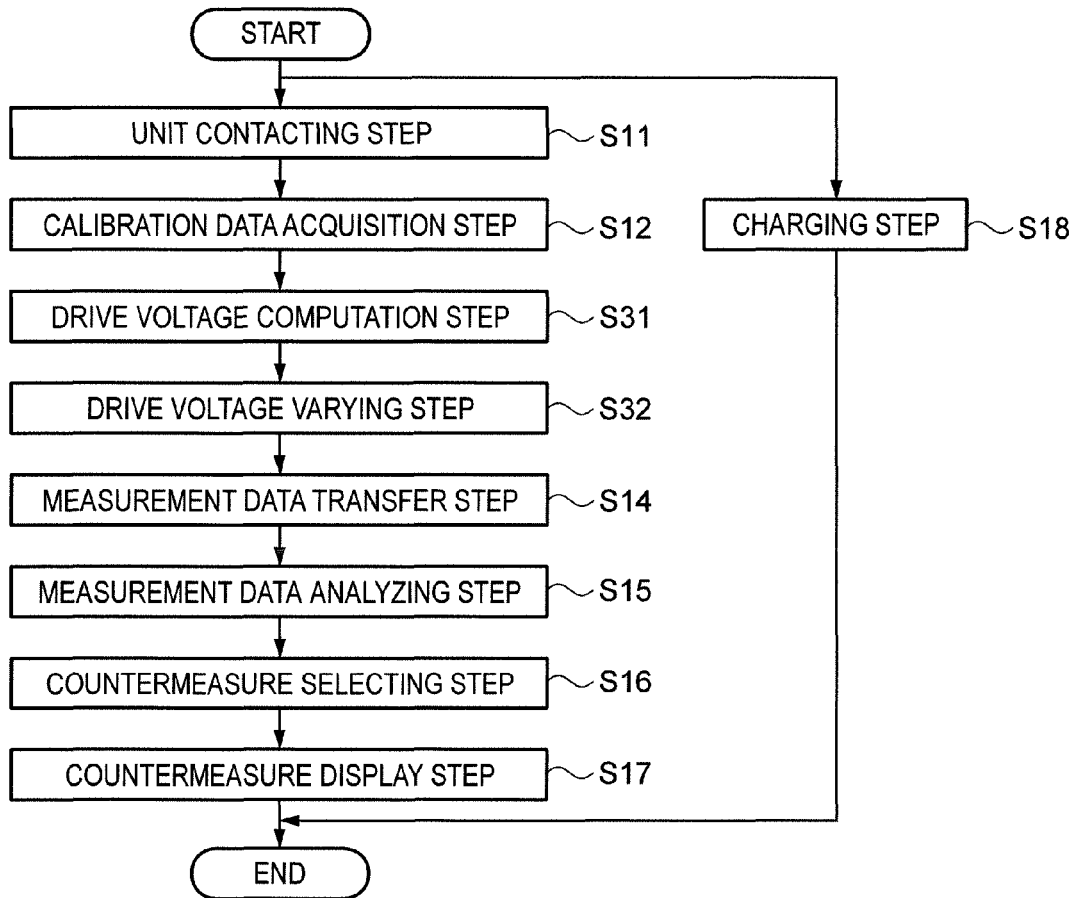 START
UNIT CONTACTING STEP S11
CALIBRATION DATA ACQUISITION STEP S12
CHARGING STEP S18
DRIVE VOLTAGE COMPUTATION STEP S31
DRIVE VOLTAGE VARYING STEP S32
MEASUREMENT DATA TRANSFER STEP S14
MEASUREMENT DATA ANALYZING STEP S15
COUNTERMEASURE SELECTING STEP S16
COUNTERMEASURE DISPLAY STEP S17
END